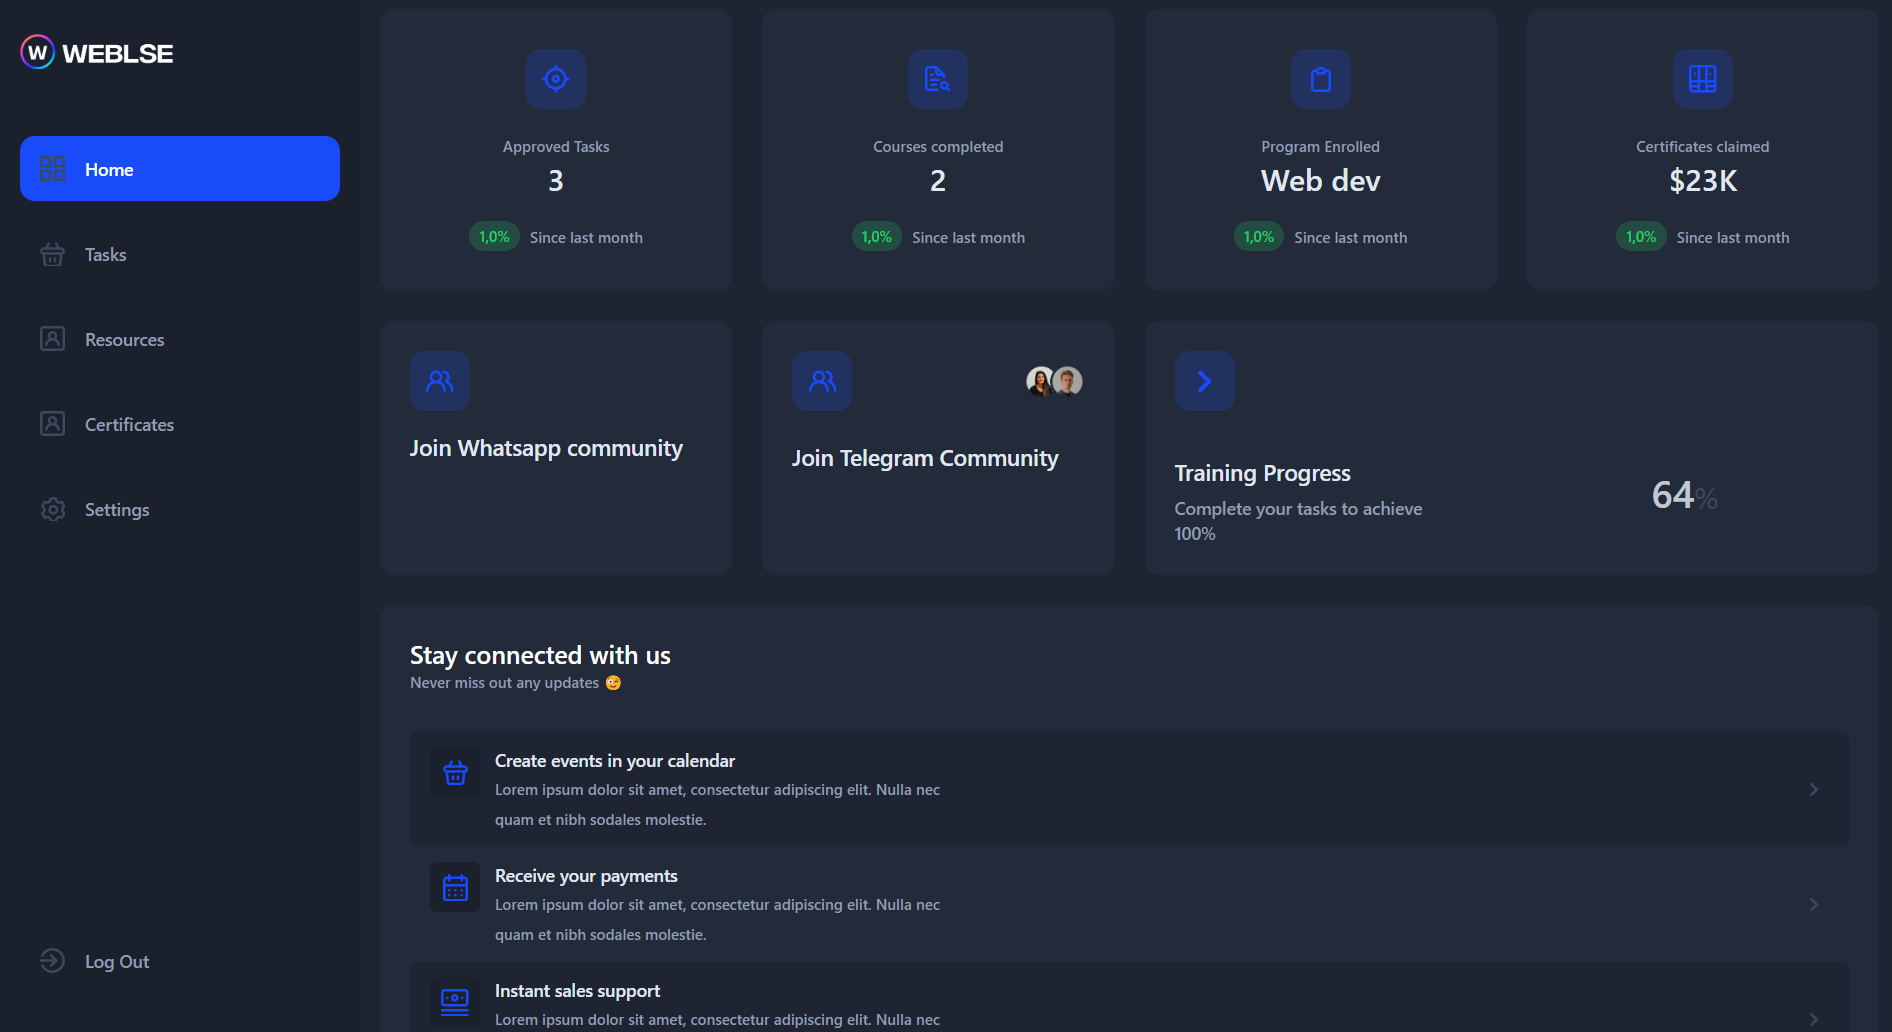 W WEBLSE
Home
Tasks
Resources
Certificates
Settings
Log Out
Approved Tasks
3
1,0% Since last month
Courses completed
2
1,0% Since last month
Program Enrolled
Web dev
1,0% Since last month
Certificates claimed
$23K
1,0% Since last month
Join Whatsapp community
Join Telegram Community
Training Progress
Complete your tasks to achieve
100%
64%
Stay connected with us
Never miss out any updates 😉
Create events in your calendar
Lorem ipsum dolor sit amet, consectetur adipiscing elit. Nulla nec
quam et nibh sodales molestie.
Receive your payments
Lorem ipsum dolor sit amet, consectetur adipiscing elit. Nulla nec
quam et nibh sodales molestie.
Instant sales support
Lorem ipsum dolor sit amet, consectetur adipiscing elit. Nulla nec